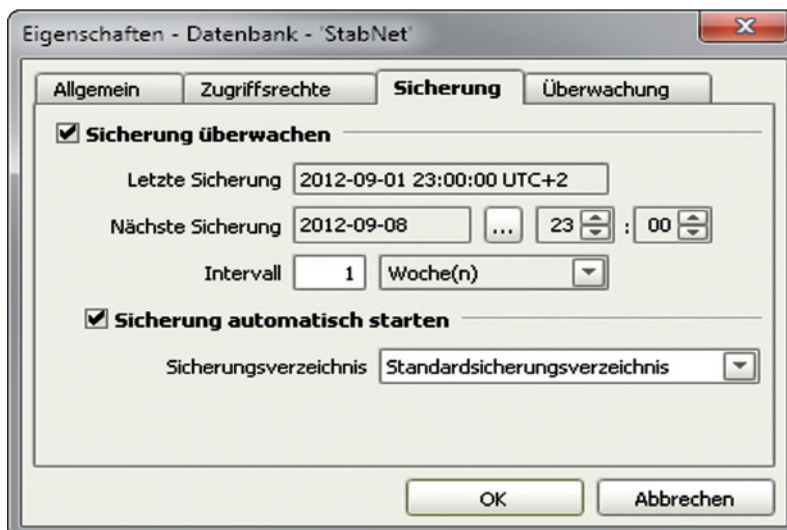 Eigenschaften - Datenbank - 'StabNet'
Allgemein Zugriffsrechte Sicherung Überwachung
Sicherung überwachen
Letzte Sicherung 2012-09-01 23:00:00 UTC+2
Nächste Sicherung 2012-09-08 ... 23 : 00
Intervall 1 Woche(n)
Sicherung automatisch starten
Sicherungsverzeichnis Standardsicherungsverzeichnis
OK Abbrechen